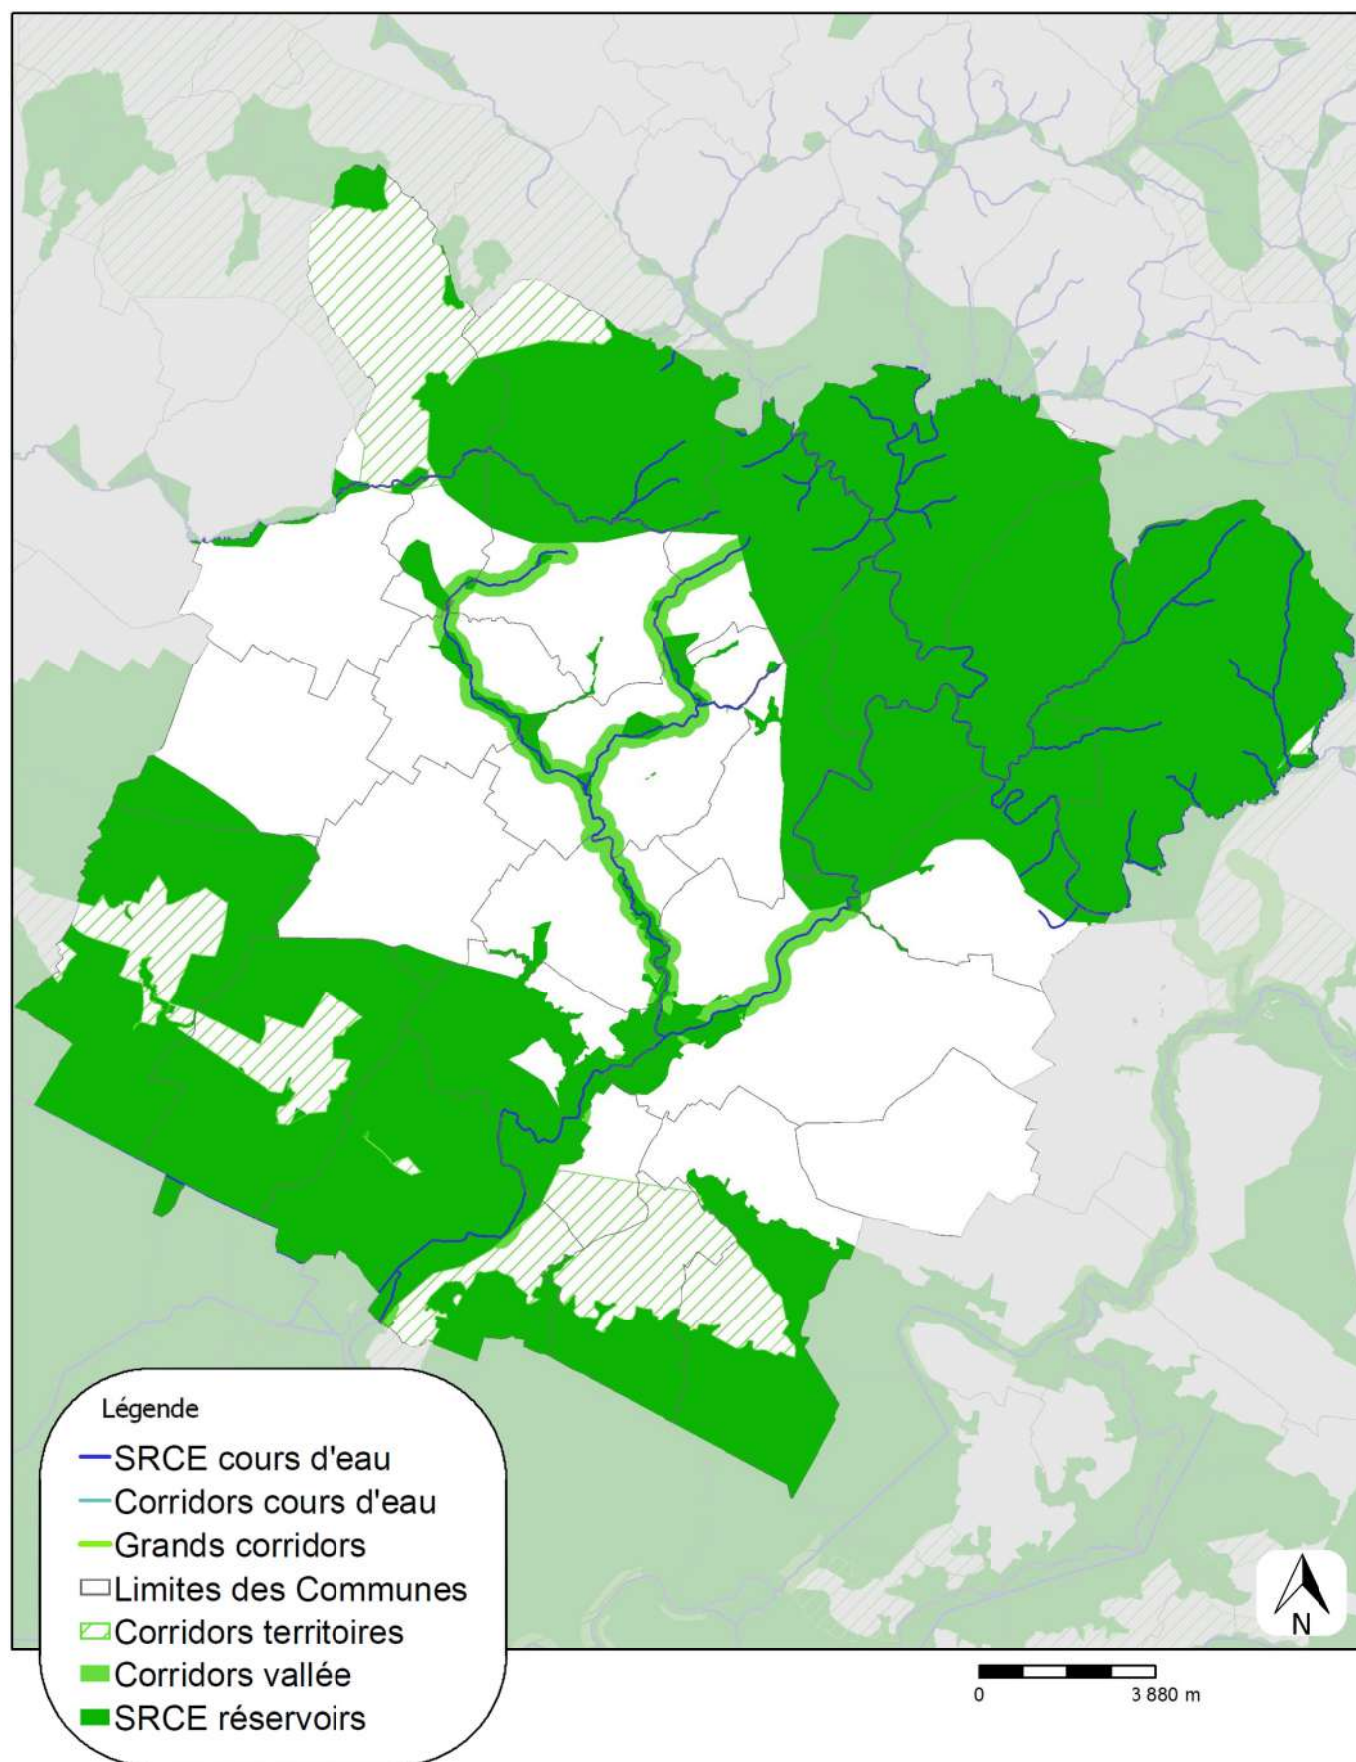 Légende
SRCE cours d'eau
Corridors cours d'eau
Grands corridors
Limites des Communes
Corridors territoires
Corridors vallée
SRCE réservoirs
N
0 3 880 m